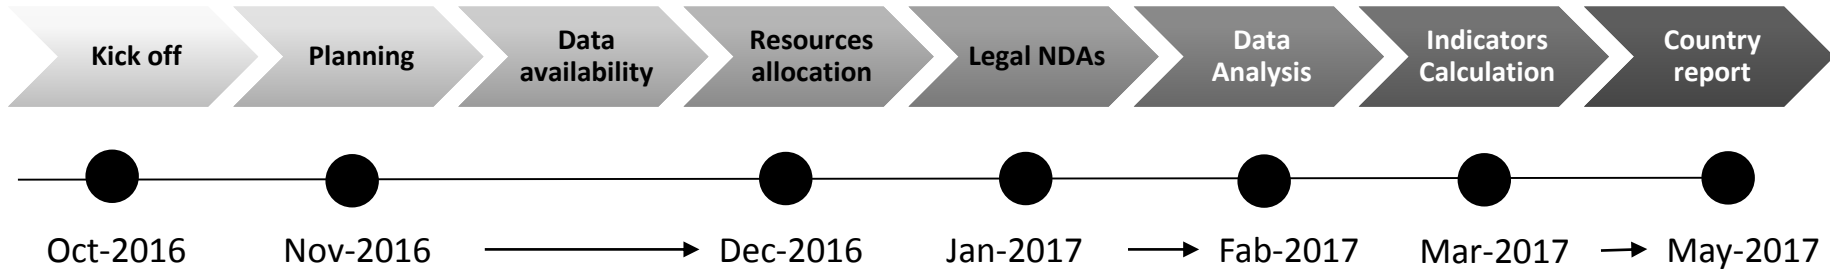 Kick off
Planning
Data
availability
Resources
allocation
Legal NDAs
Data
Analysis
Indicators
Calculation
Country
report
Oct-2016
Nov-2016
Dec-2016
Jan-2017
Fab-2017
Mar-2017
May-2017